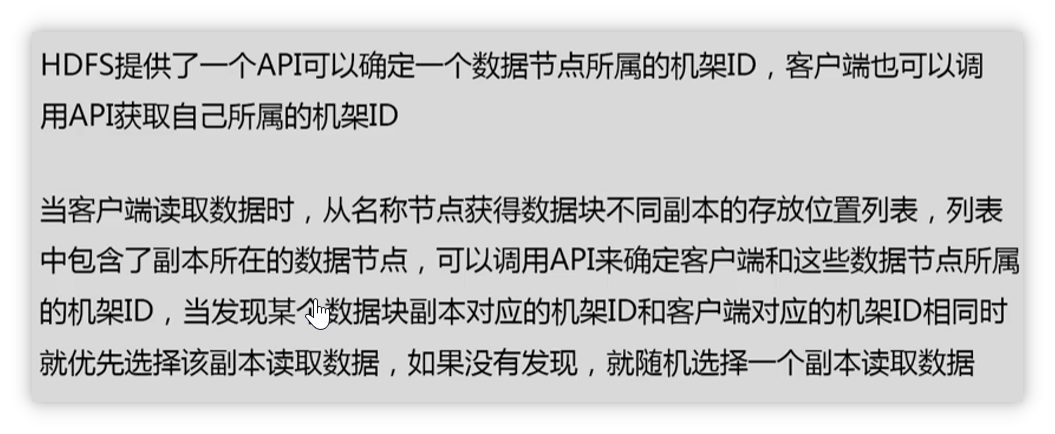 HDFS提供了一个API可以确定一个数据节点所属的机架ID，客户端也可以调
用API获取自己所属的机架ID
当客户端读取数据时，从名称节点获得数据块不同副本的存放位置列表，列表
中包含了副本所在的数据节点，可以调用API来确定客户端和这些数据节点所属
的机架ID，当发现某个数据块副本对应的机架ID和客户端对应的机架ID相同时
就优先选择该副本读取数据，如果没有发现，就随机选择一个副本读取数据